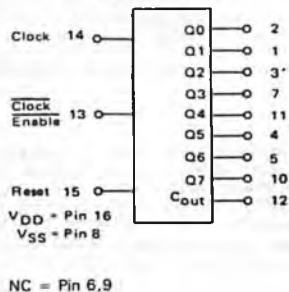 Clock 14
Q0 2
Q1 1
Q2 3
Q3 7
Clock
Enable 13
Q4 11
Q5 4
Q6 5
Q7 10
Reset 15
Cout 12
VDD = Pin 16
VSS = Pin 8
NC = Pin 6,9